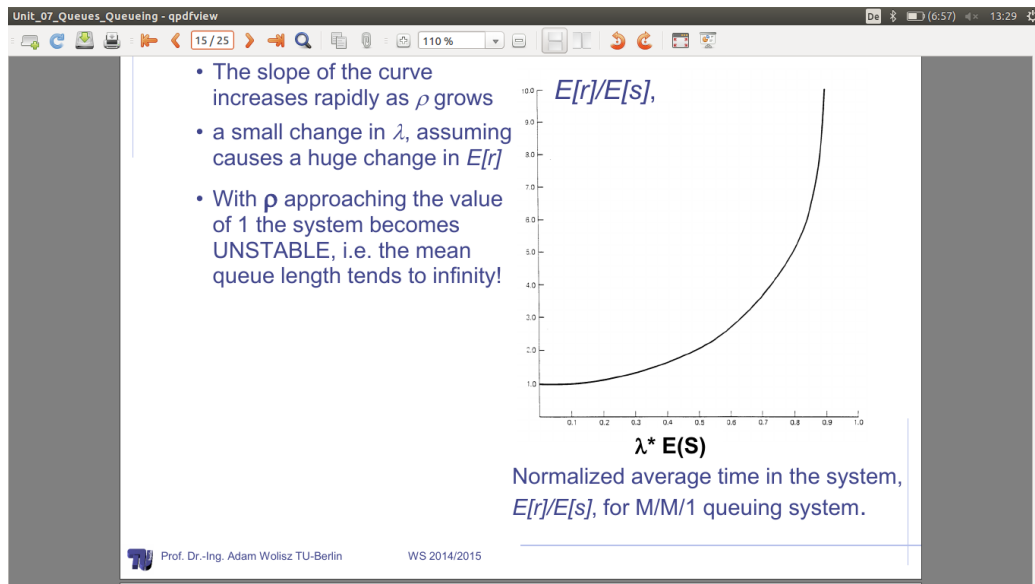 Unit_07_Queues_Queueing - qpdfview
De
(6:57)
13:29
15/25
110 %
• The slope of the curve
increases rapidly as ρ grows
• a small change in λ, assuming
causes a huge change in E[r]
• With ρ approaching the value
of 1 the system becomes
UNSTABLE, i.e. the mean
queue length tends to infinity!
E[r]/E[s],
10.0
9.0
8.0
7.0
6.0
5.0
4.0
3.0
2.0
1.0
0.1 0.2 0.3 0.4 0.5 0.6 0.7 0.8 0.9 1.0
λ* E(S)
Normalized average time in the system,
E[r]/E[s], for M/M/1 queuing system.
Prof. Dr.-Ing. Adam Wolisz TU-Berlin WS 2014/2015